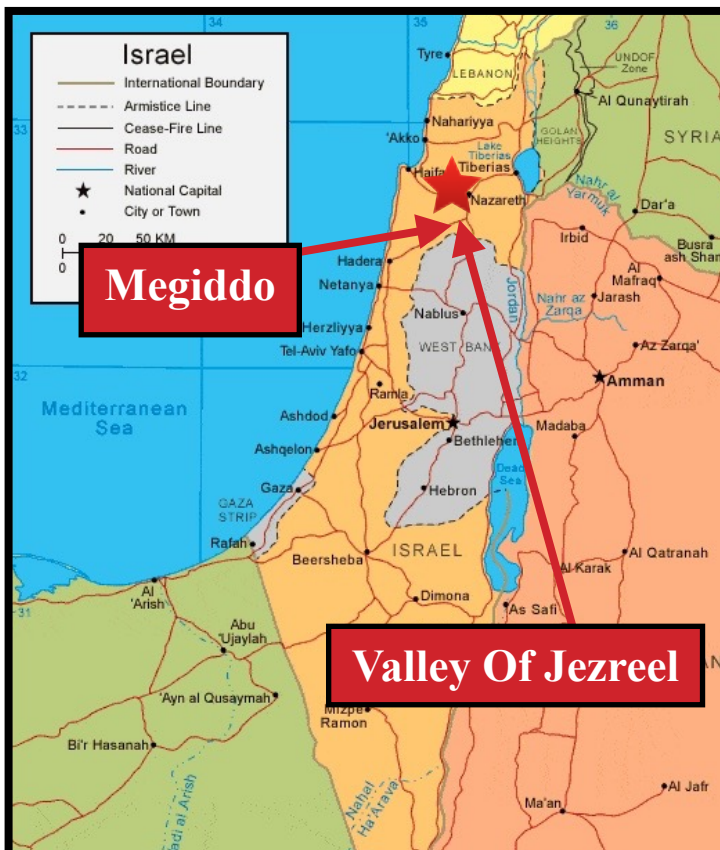 34
35
36
Israel
International Boundary
Armistice Line
Cease-Fire Line
Road
River
National Capital
City or Town
0 20 50 KM
0
Tyre
LEBANON
UNDOF
Zone
Al Qunaytirah
33
Nahariyya
'Akko
GOLAN
HEIGHTS
SYRIA
Lake
Tiberias
Haifa
Tiberias
Nazareth
Nahr al
Yarmuk
Dar'a
Irbid
Busra
ash Sham
Megiddo
Hadera
Netanya
Jordan
Al
Mafraq
Nahr az
Zarqa
Jarash
Nablus
Herzliyya
WEST BANK
Az Zarqa'
Tel-Aviv Yafo
32
Ramla
Amman
Mediterranean
Sea
Ashdod
Jerusalem
Madaba
Bethlehem
Ashqelon
Dead
Sea
GAZA
STRIP
Gaza
Hebron
Rafah
Beersheba
ISRAEL
Al Qatranah
Al Karak
31
Al
'Arish
Dimona
As Safi
Abu
'Ujaylah
Valley Of Jezreel
AN
'Ayn al Qusaymah
Mizpe
Ramon
Bi'r Hasanah
Nahal
Ha'Arava
adi al Arish
Al Jafr
Ma'an